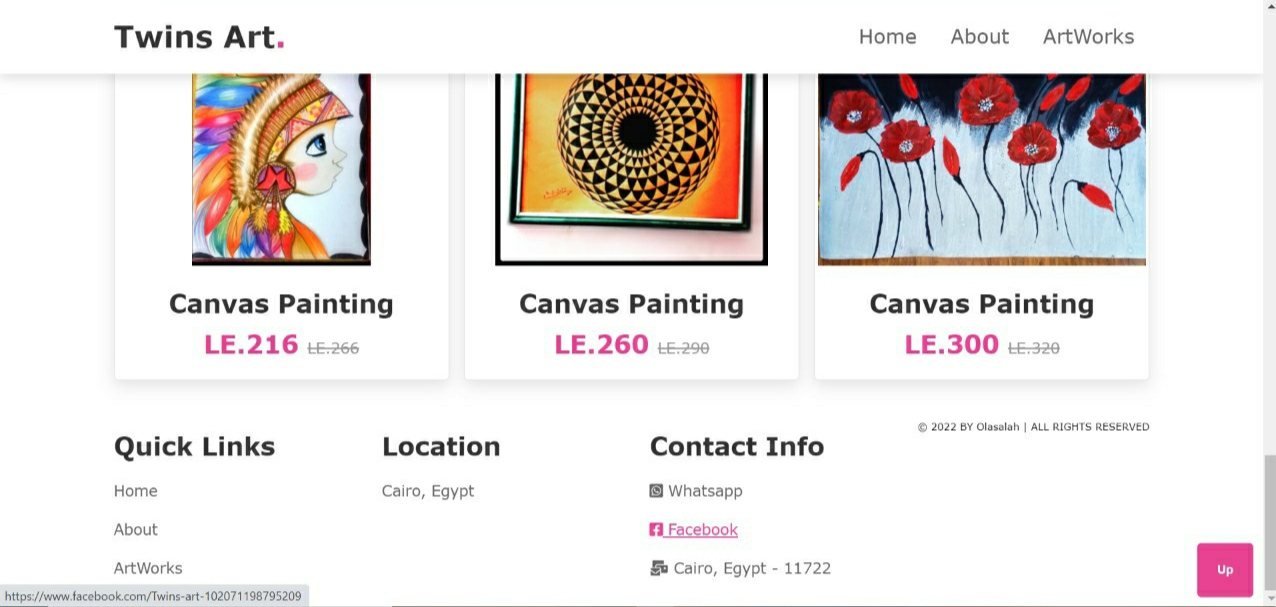 Twins Art.
Home About ArtWorks
Canvas Painting
LE.216 LE.266
Canvas Painting
LE.260 LE.290
Canvas Painting
LE.300 LE.320
Quick Links
Home
About
ArtWorks
Location
Cairo, Egypt
Contact Info
Whatsapp
Facebook
Cairo, Egypt - 11722
© 2022 BY Olasalah | ALL RIGHTS RESERVED
Up
https://www.facebook.com/Twins-art-102071198795209